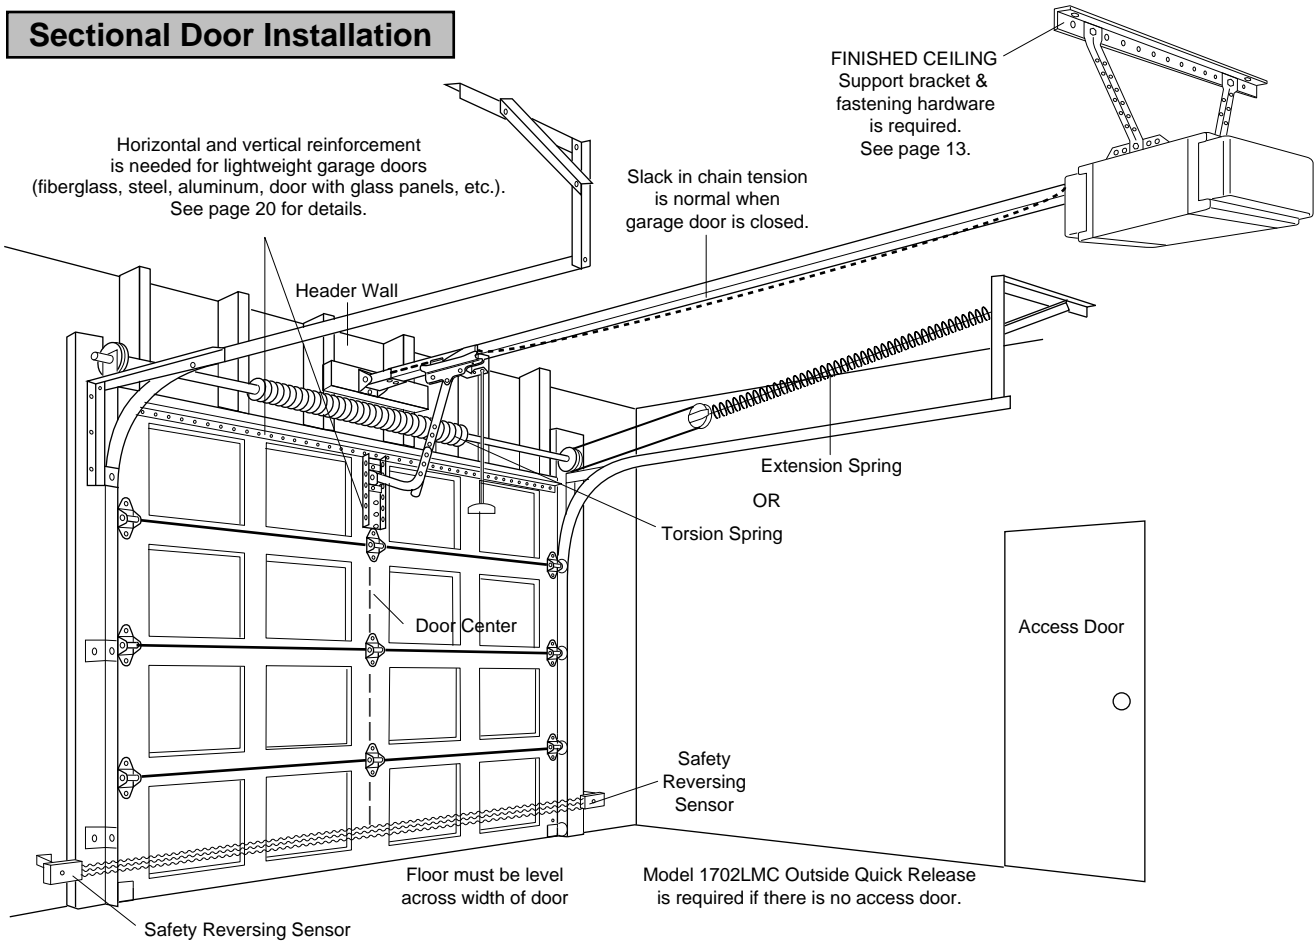 Sectional Door Installation
FINISHED CEILING
Support bracket &
fastening hardware
is required.
See page 13.
Horizontal and vertical reinforcement
is needed for lightweight garage doors
(fiberglass, steel, aluminum, door with glass panels, etc.).
See page 20 for details.
Slack in chain tension
is normal when
garage door is closed.
Header Wall
Extension Spring
OR
Torsion Spring
Door Center
Access Door
Safety
Reversing
Sensor
Floor must be level
across width of door
Model 1702LMC Outside Quick Release
is required if there is no access door.
Safety Reversing Sensor